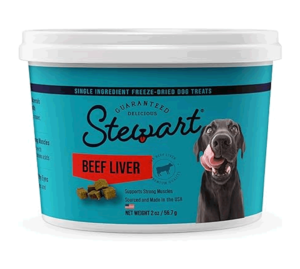 SINGLE INGREDIENT FREEZE-DRIED DOG TREATS
GUARANTEED
DELICIOUS
Stewart
BEEF LIVER
Supports Strong Muscles
Sourced and Made in the USA
NET WEIGHT 2 oz / 56.7g